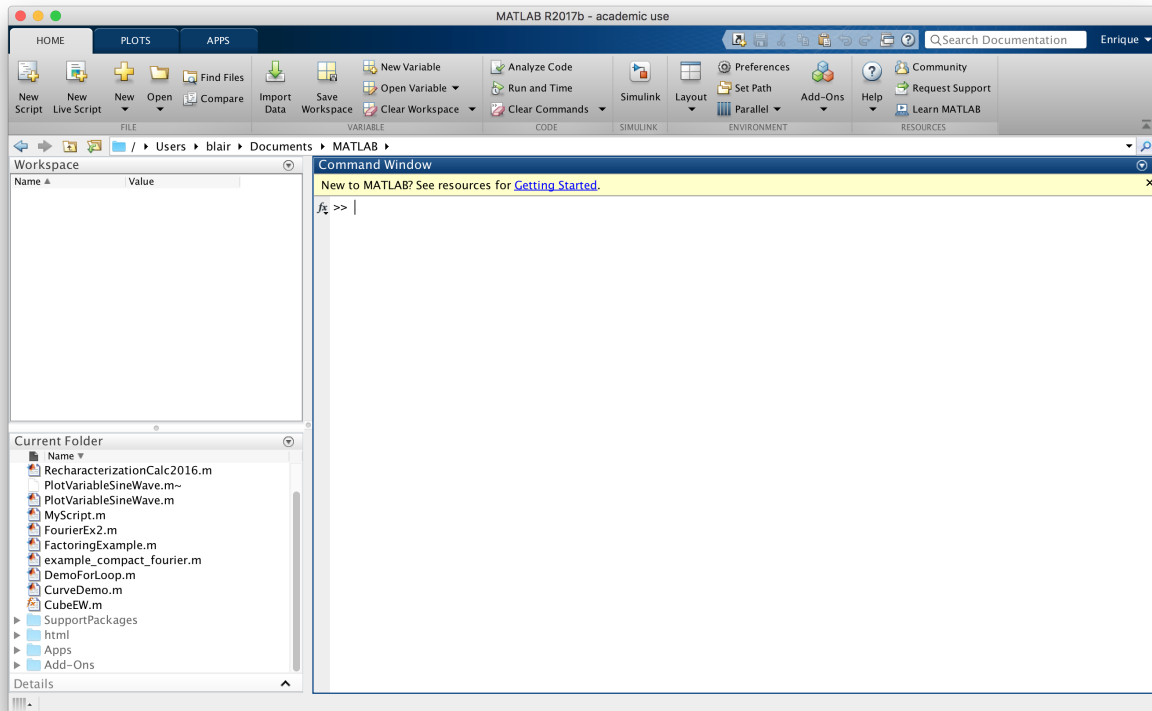 MATLAB R2017b - academic use
HOME PLOTS APPS Search Documentation Enrique
New Script
New Live Script
New
Open
Find Files
Compare
FILE
Import Data
Save Workspace
New Variable
Open Variable
Clear Workspace
VARIABLE
Analyze Code
Run and Time
Clear Commands
CODE
Simulink
SIMULINK
Layout
Preferences
Set Path
Parallel
Add-Ons
ENVIRONMENT
Help
Community
Request Support
Learn MATLAB
RESOURCES
/ Users blair Documents MATLAB
Workspace
Name Value
Command Window
New to MATLAB? See resources for Getting Started.
fx >>
Current Folder
Name
RecharacterizationCalc2016.m
PlotVariableSineWave.m~
PlotVariableSineWave.m
MyScript.m
FourierEx2.m
FactoringExample.m
example_compact_fourier.m
DemoForLoop.m
CurveDemo.m
CubeEW.m
SupportPackages
html
Apps
Add-Ons
Details